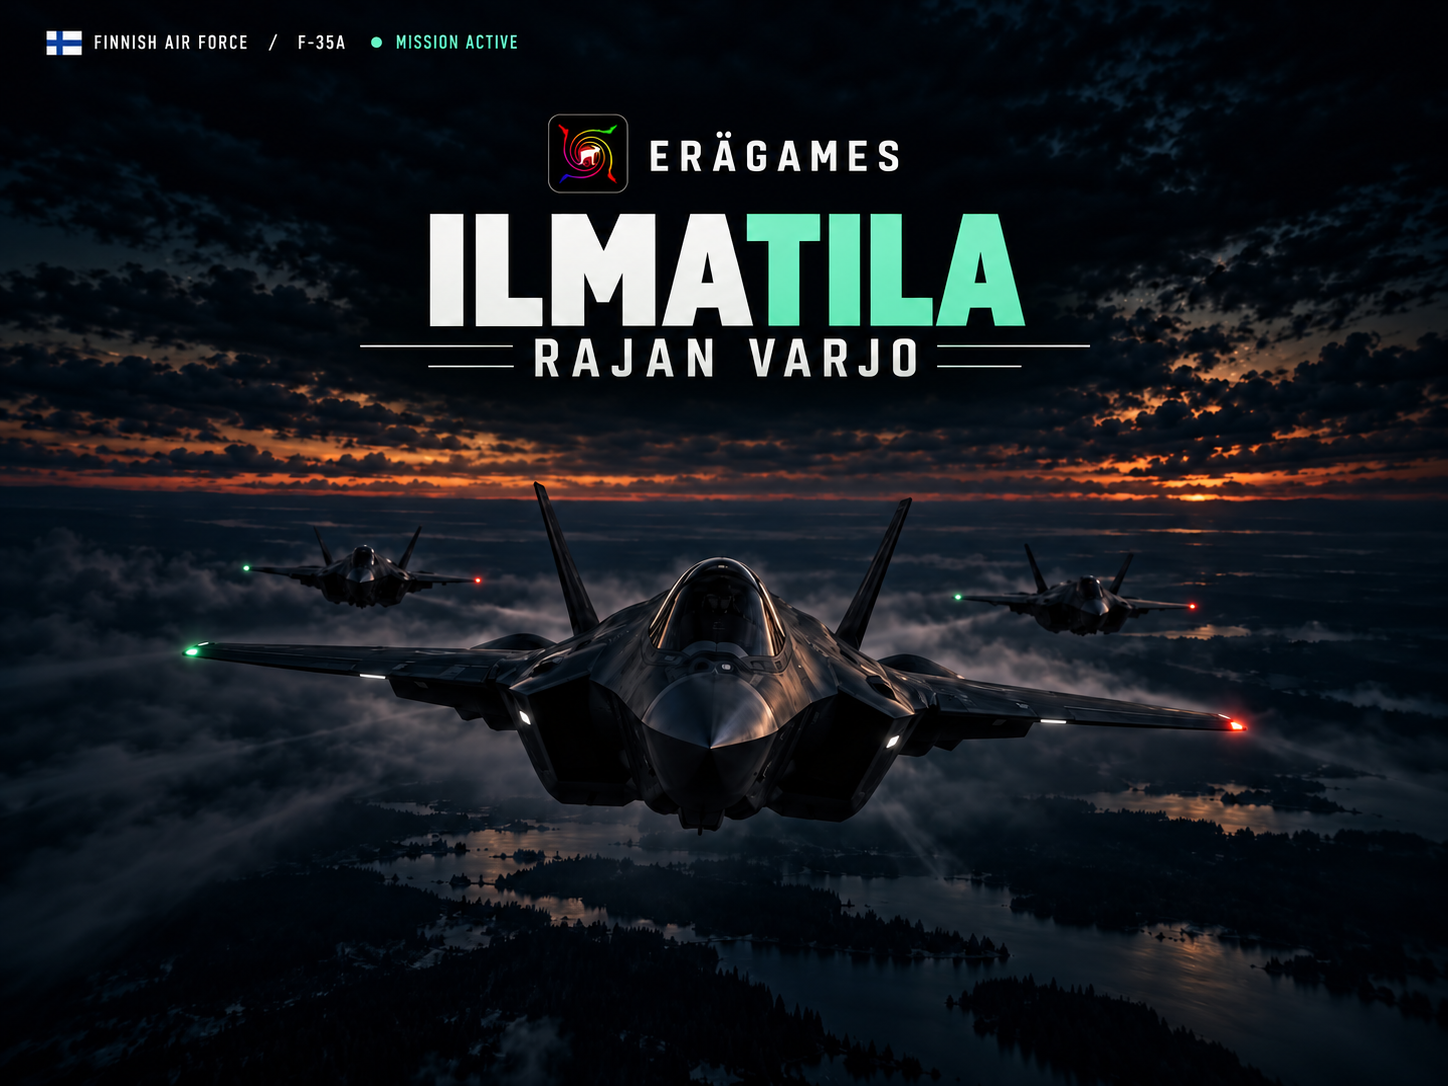 FINNISH AIR FORCE / F-35A ● MISSION ACTIVE
ERÄGAMES
ILMATILA
RAJAN VARJO